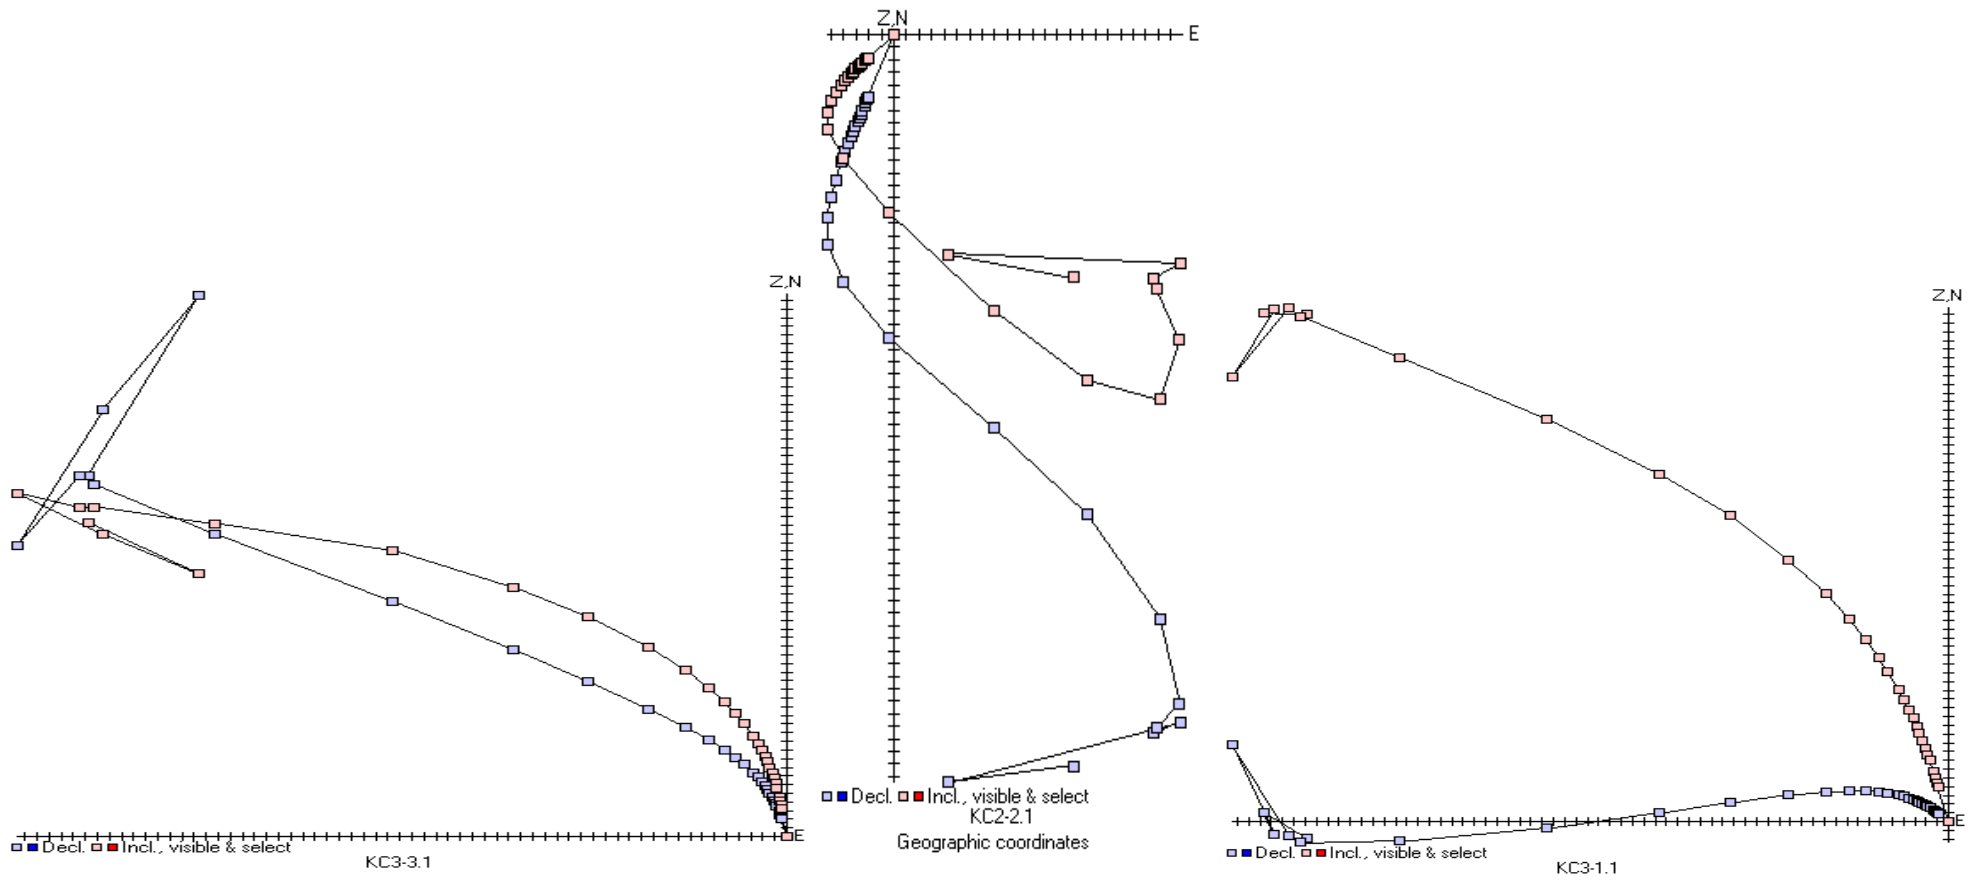 Z,N
E
Decl. Incl., visible & select
KC3-3.1
Z,N
E
Decl. Incl., visible & select
KC2-2.1
Geographic coordinates
Z,N
E
Decl. Incl., visible & select
KC3-1.1